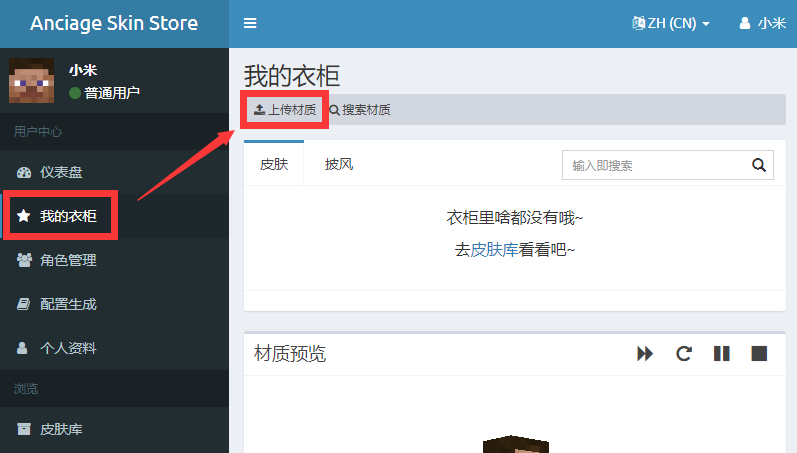 Anciage Skin Store
ZH (CN)
小米
小米
普通用户
用户中心
仪表盘
我的衣柜
角色管理
配置生成
个人资料
浏览
皮肤库
我的衣柜
上传材质 搜索材质
皮肤 披风 输入即搜索
衣柜里啥都没有哦~
去皮肤库看看吧~
材质预览